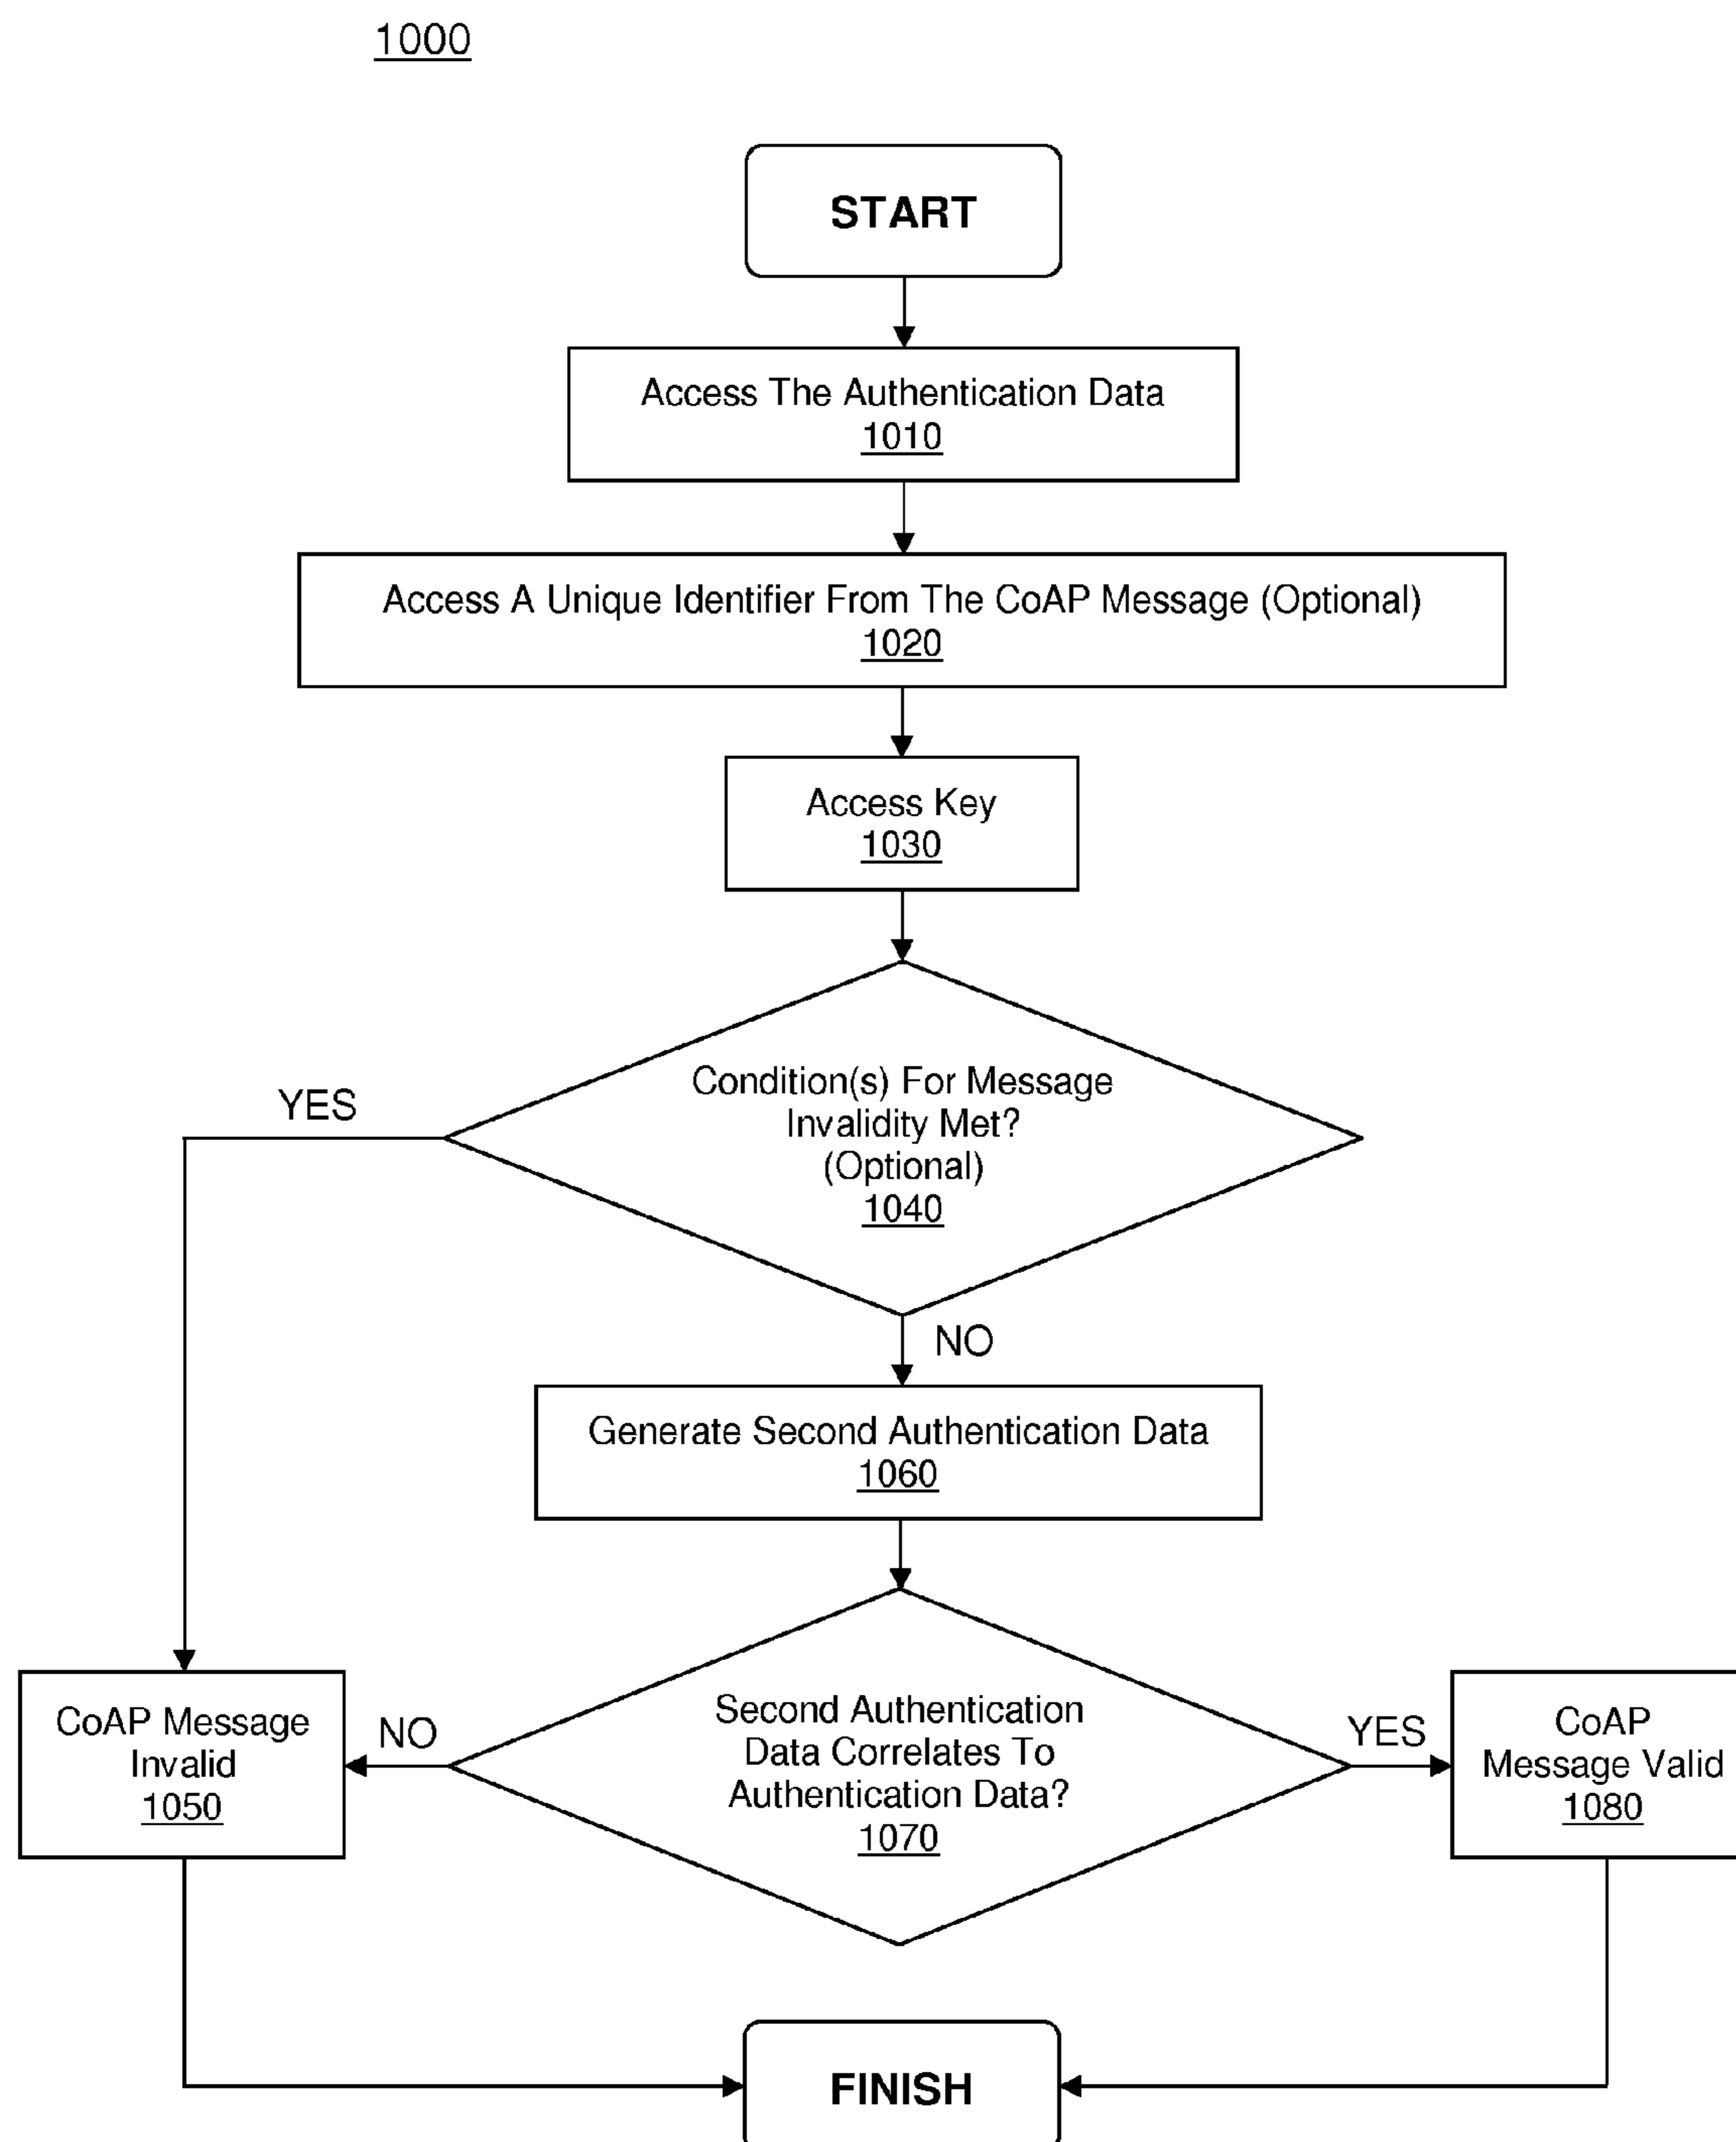 1000
START
Access The Authentication Data
1010
Access A Unique Identifier From The CoAP Message (Optional)
1020
Access Key
1030
Condition(s) For Message
Invalidity Met?
(Optional)
1040
YES
NO
Generate Second Authentication Data
1060
Second Authentication
Data Correlates To
Authentication Data?
1070
NO
YES
CoAP Message
Invalid
1050
CoAP
Message Valid
1080
FINISH